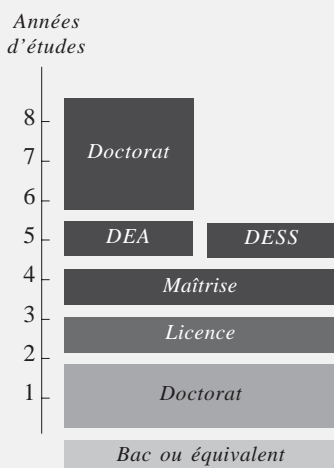 Années
d'études
8
Doctorat
7
6
5
DEA
DESS
4
Maîtrise
3
Licence
2
1
Doctorat
Bac ou équivalent